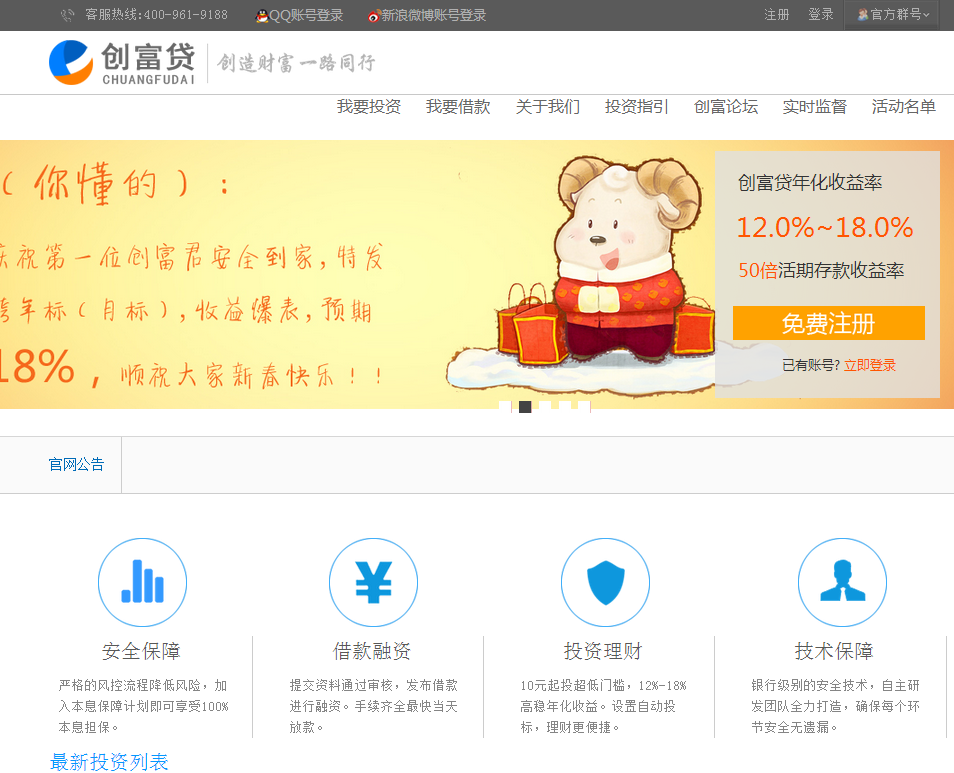 客服热线:400-961-9188 QQ账号登录 新浪微博账号登录 注册 登录 官方群号
创富贷 创造财富 一路同行
CHUANGFUDAI
我要投资 我要借款 关于我们 投资指引 创富论坛 实时监督 活动名单
(你懂的):
庆祝第一位创富君安全到家,特发
跨年标(月标),收益爆表,预期
18%,顺祝大家新春快乐!!
创富贷年化收益率
12.0%~18.0%
50倍活期存款收益率
免费注册
已有账号? 立即登录
官网公告
安全保障
严格的风控流程降低风险，加
入本息保障计划即可享受100%
本息担保。
借款融资
提交资料通过审核，发布借款
进行融资。手续齐全最快当天
放款。
投资理财
10元起投超低门槛，12%-18%
高稳年化收益。设置自动投
标，理财更便捷。
技术保障
银行级别的安全技术，自主研
发团队全力打造，确保每个环
节安全无遗漏。
最新投资列表